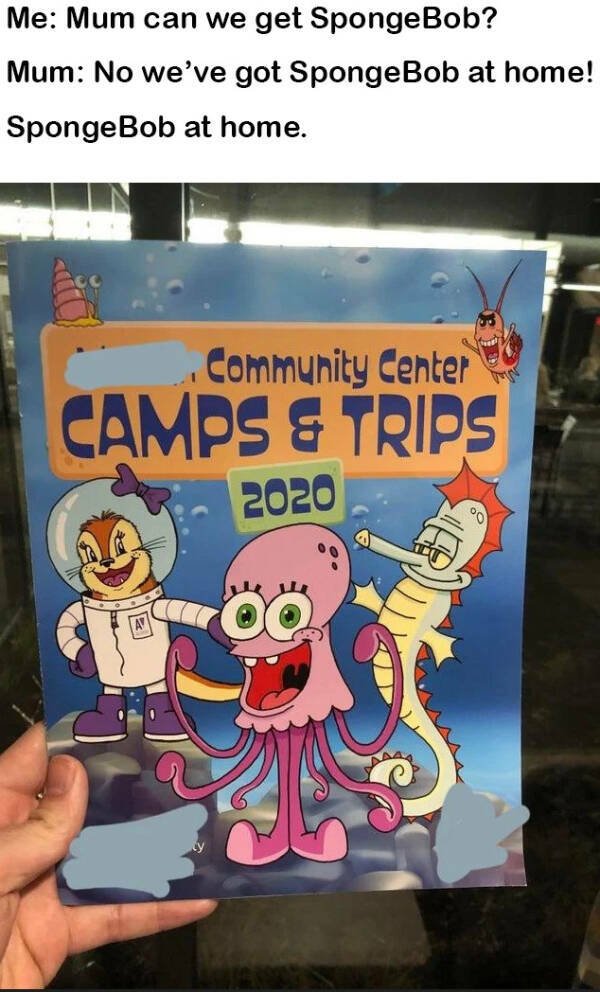 Me: Mum can we get SpongeBob?
Mum: No we've got SpongeBob at home!
SpongeBob at home.
Community Center
CAMPS & TRIPS
2020